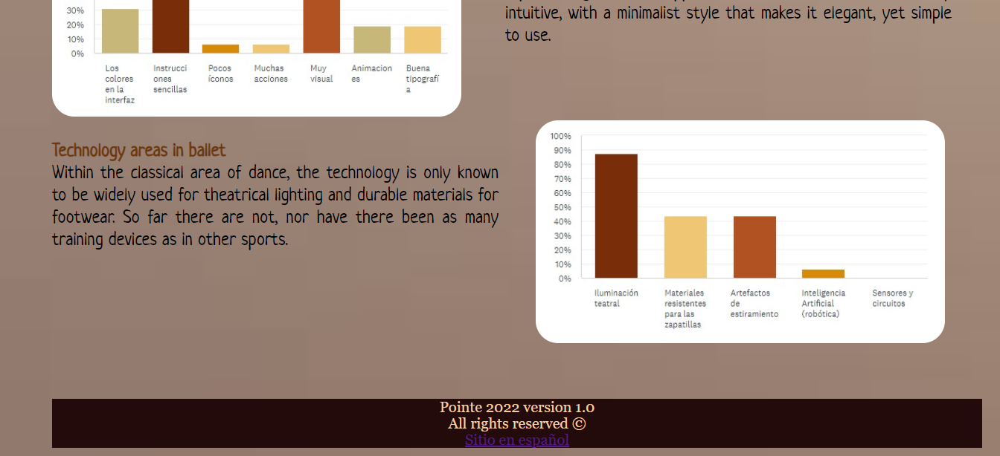 30%
20%
10%
0%
Los
colores
en la
interfaz
Instrucci
ones
sencillas
Pocos
íconos
Muchas
acciones
Muy
visual
Animacion
es
Buena
tipografí
a
intuitive, with a minimalist style that makes it elegant, yet simple
to use.
Technology areas in ballet
Within the classical area of dance, the technology is only known
to be widely used for theatrical lighting and durable materials for
footwear. So far there are not, nor have there been as many
training devices as in other sports.
100%
90%
80%
70%
60%
50%
40%
30%
20%
10%
0%
Iluminación
teatral
Materiales
resistentes
para las
zapatillas
Artefactos
de
estiramiento
Inteligencia
Artificial
(robótica)
Sensores y
circuitos
Pointe 2022 version 1.0
All rights reserved ©
Sitio en español